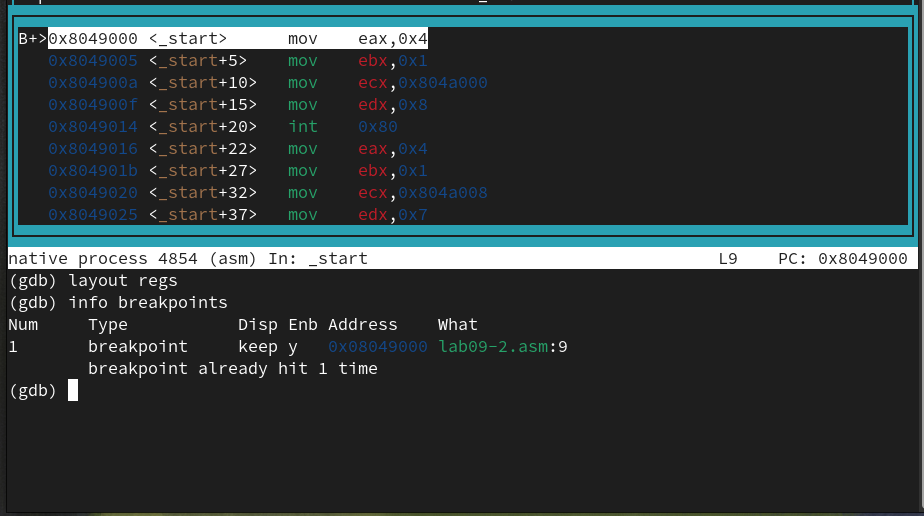 B+>0x8049000 <_start>      mov    eax,0x4
0x8049005 <_start+5>    mov    ebx,0x1
0x804900a <_start+10>   mov    ecx,0x804a000
0x804900f <_start+15>   mov    edx,0x8
0x8049014 <_start+20>   int    0x80
0x8049016 <_start+22>   mov    eax,0x4
0x804901b <_start+27>   mov    ebx,0x1
0x8049020 <_start+32>   mov    ecx,0x804a008
0x8049025 <_start+37>   mov    edx,0x7
native process 4854 (asm) In: _start                                   L9    PC: 0x8049000
(gdb) layout regs
(gdb) info breakpoints
Num     Type           Disp Enb Address    What
1       breakpoint     keep y   0x08049000 lab09-2.asm:9
breakpoint already hit 1 time
(gdb)